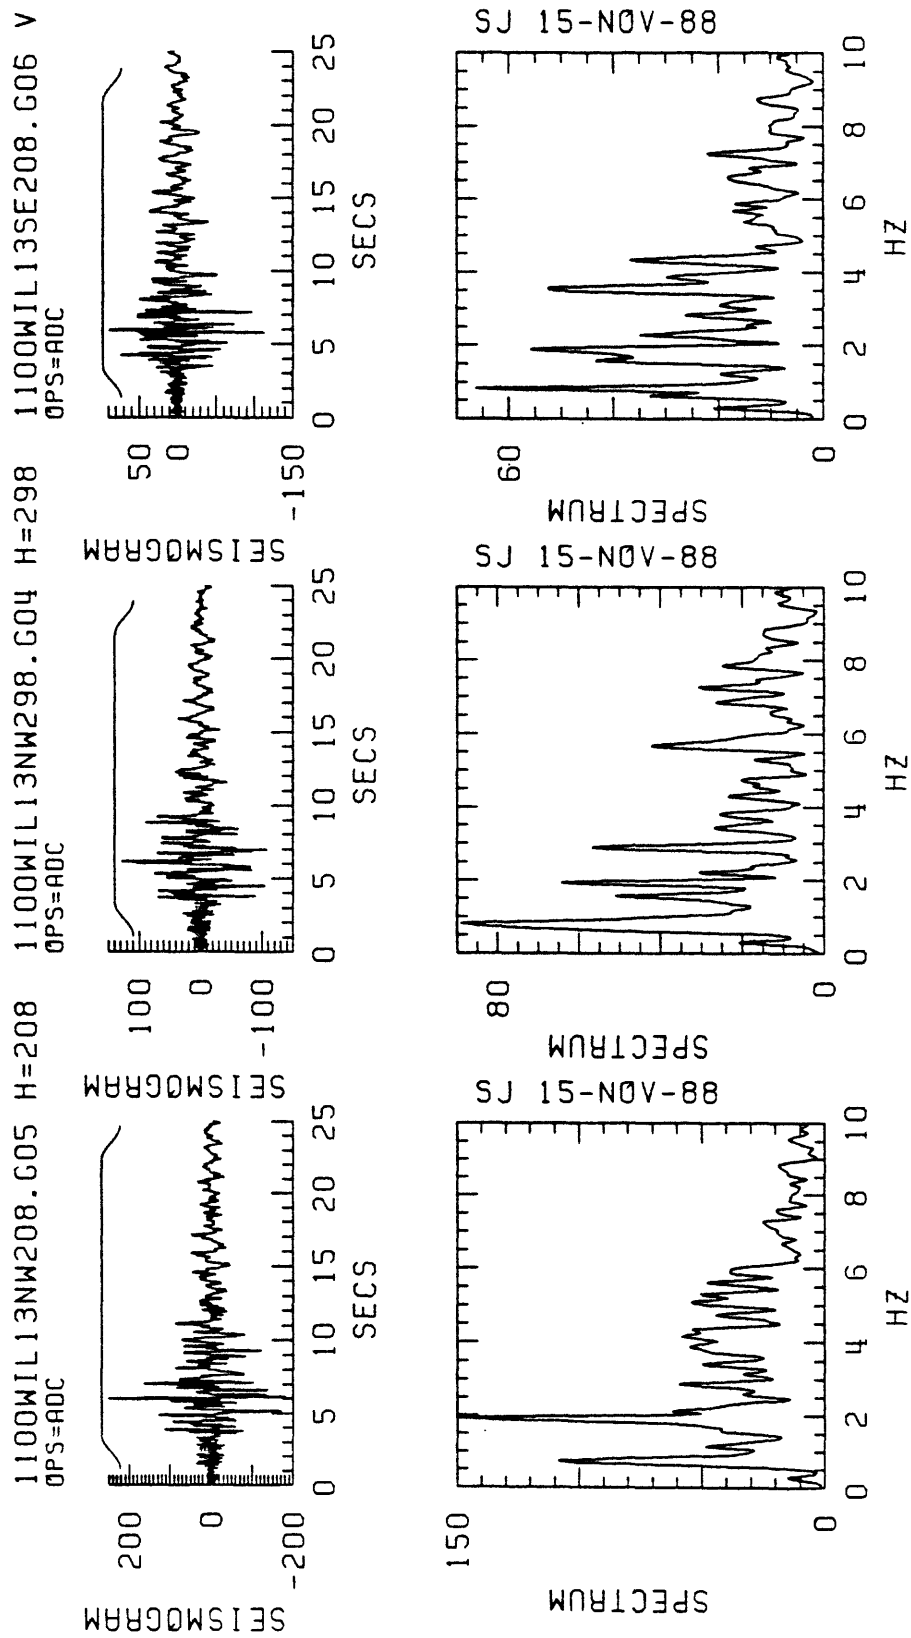 1100WIL13NW208.G05 H=208
OPS=ADC
SEISMOGRAM
200
0
-200
0 5 10 15 20 25
SECS
SJ 15-NOV-88
SPECTRUM
150
0
0 2 4 6 8 10
HZ
1100WIL13NW298.G04 H=298
OPS=ADC
SEISMOGRAM
100
0
-100
0 5 10 15 20 25
SECS
SJ 15-NOV-88
SPECTRUM
80
0
0 2 4 6 8 10
HZ
1100WIL13SE208.G06 V
OPS=ADC
SEISMOGRAM
50
0
-150
0 5 10 15 20 25
SECS
SJ 15-NOV-88
SPECTRUM
60
0
0 2 4 6 8 10
HZ